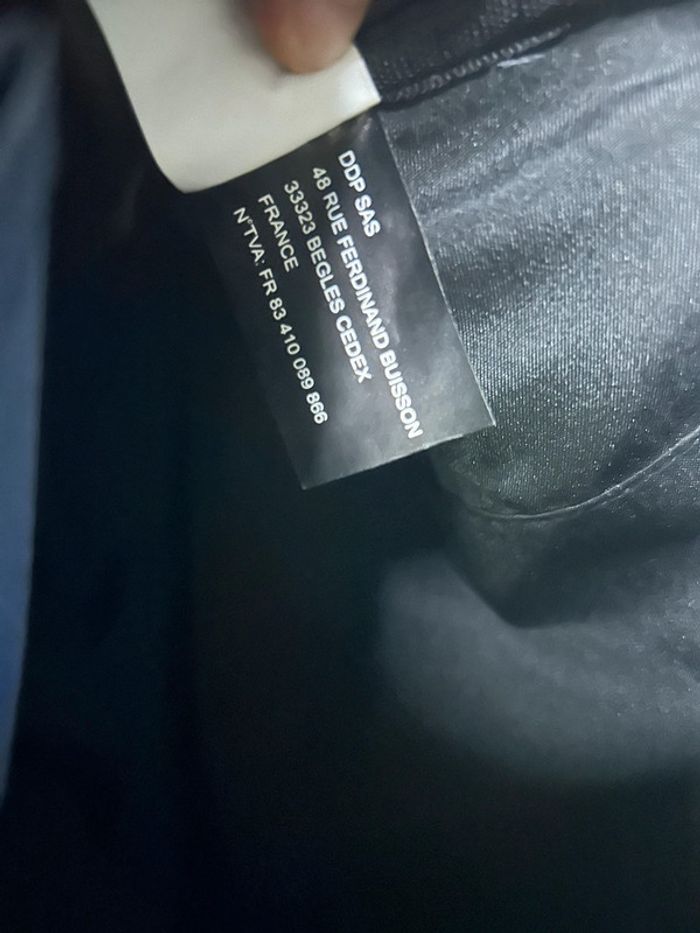 DDP SAS
48 RUE FERDINAND BUISSON
33323 BEGLES CEDEX
FRANCE
N°TVA: FR 83 410 089 866